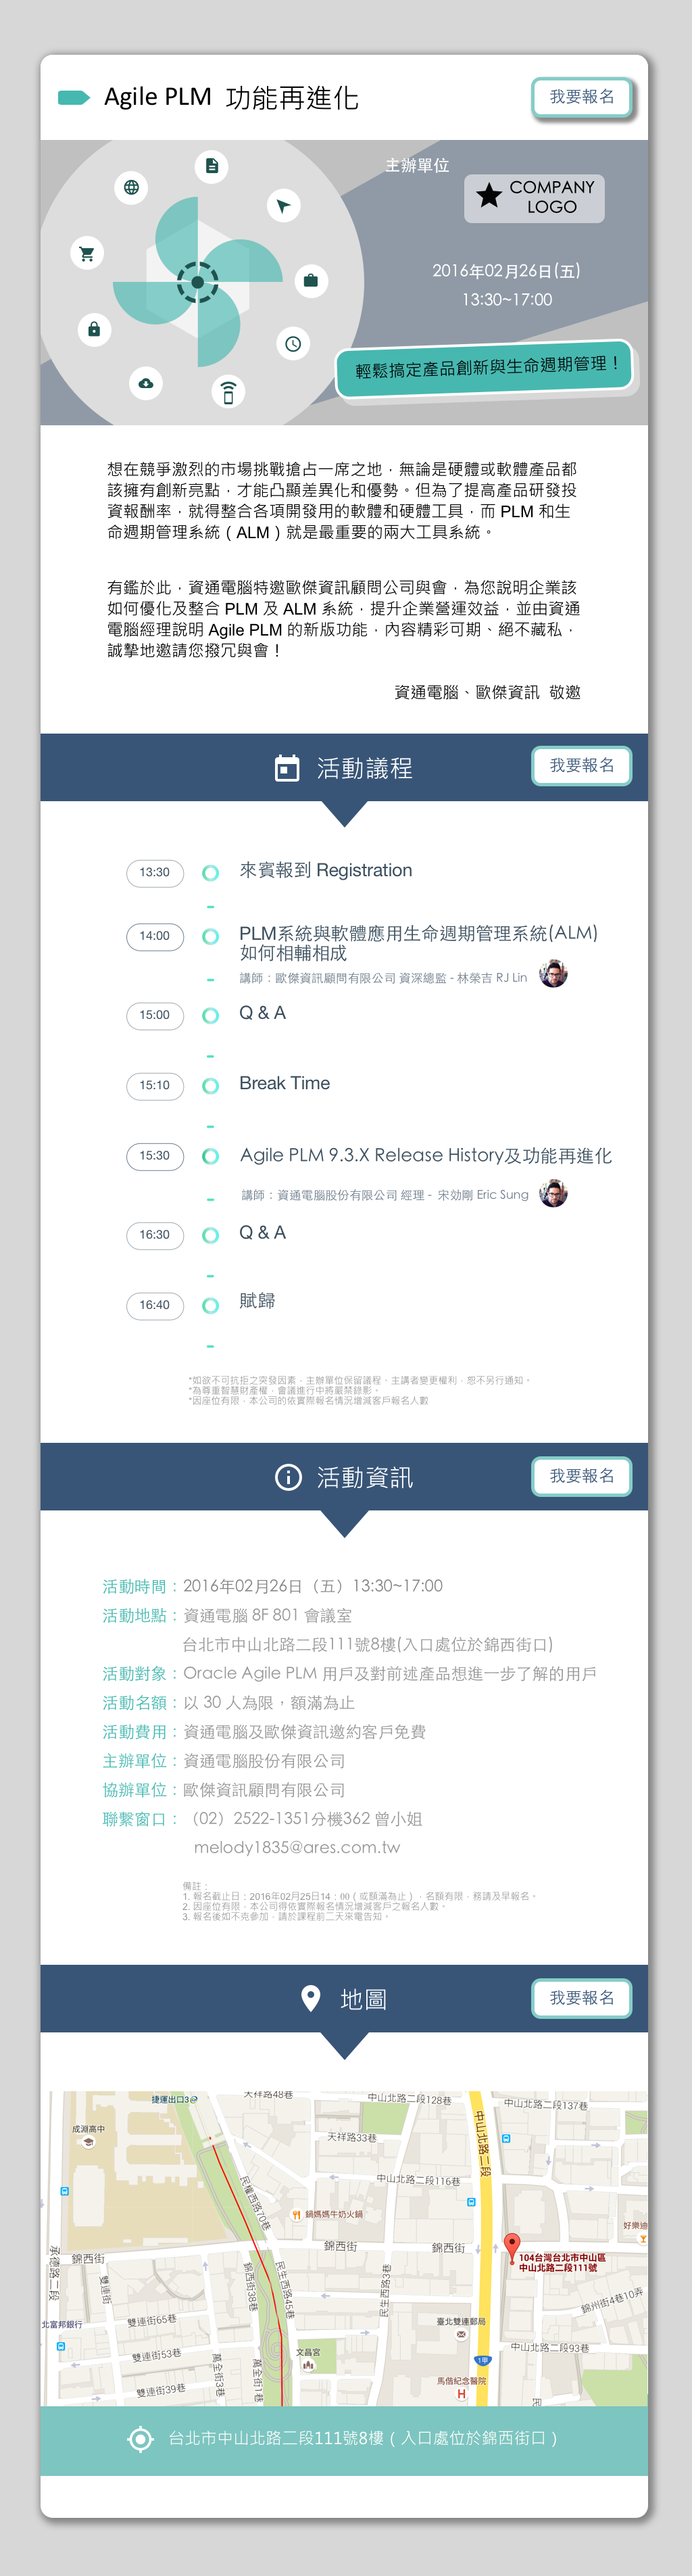 Agile PLM 功能再進化
我要報名
主辦單位
COMPANY
LOGO
2016年02月26日(五)
13:30~17:00
輕鬆搞定產品創新與生命週期管理！
想在競爭激烈的市場挑戰搶占一席之地，無論是硬體或軟體產品都
該擁有創新亮點，才能凸顯差異化和優勢。但為了提高產品研發投
資報酬率，就得整合各項開發用的軟體和硬體工具，而 PLM 和生
命週期管理系統（ALM）就是最重要的兩大工具系統。
有鑑於此，資通電腦特邀歐傑資訊顧問公司與會，為您說明企業該
如何優化及整合 PLM 及 ALM 系統，提升企業營運效益，並由資通
電腦經理說明 Agile PLM 的新版功能，內容精彩可期、絕不藏私，
誠摯地邀請您撥冗與會！
資通電腦、歐傑資訊 敬邀
活動議程
我要報名
13:30
來賓報到 Registration
14:00
PLM系統與軟體應用生命週期管理系統(ALM)
如何相輔相成
講師：歐傑資訊顧問有限公司 資深總監 - 林榮吉 RJ Lin
15:00
Q & A
15:10
Break Time
15:30
Agile PLM 9.3.X Release History及功能再進化
講師：資通電腦股份有限公司 經理 - 宋効剛 Eric Sung
16:30
Q & A
16:40
賦歸
*如欲不可抗拒之突發因素，主辦單位保留議程、主講者變更權利，恕不另行通知。
*為尊重智慧財產權，會議進行中將嚴禁錄影。
*因座位有限，本公司的依實際報名情況增減客戶報名人數
活動資訊
我要報名
活動時間：2016年02月26日（五）13:30~17:00
活動地點：資通電腦 8F 801 會議室
台北市中山北路二段111號8樓(入口處位於錦西街口)
活動對象：Oracle Agile PLM 用戶及對前述產品想進一步了解的用戶
活動名額：以 30 人為限，額滿為止
活動費用：資通電腦及歐傑資訊邀約客戶免費
主辦單位：資通電腦股份有限公司
協辦單位：歐傑資訊顧問有限公司
聯繫窗口：（02）2522-1351分機362 曾小姐
melody1835@ares.com.tw
備註：
1. 報名截止日：2016年02月25日14：00（或額滿為止），名額有限，務請及早報名。
2. 因座位有限，本公司得依實際報名情況增減客戶之報名人數。
3. 報名後如不克參加，請於課程前二天來電告知。
地圖
我要報名
捷運出口3
天祥路48巷
中山北路二段128巷
中山北路二段137巷
成淵高中
天祥路33巷
中山北路二段
中山北路二段116巷
民權西路70巷
鍋媽媽牛奶火鍋
好樂迪
承德路二段
錦西街
錦西街
錦西街
104台灣台北市中山區
中山北路二段111號
雙連街
錦西街38巷
民生西路45巷
民生西路3巷
錦州街4巷10弄
北富邦銀行
雙連街65巷
臺北雙連郵局
中山北路二段93巷
雙連街53巷
文昌宮
1甲
萬全街3巷
萬全街1巷
馬偕紀念醫院
雙連街39巷
民
台北市中山北路二段111號8樓（入口處位於錦西街口）